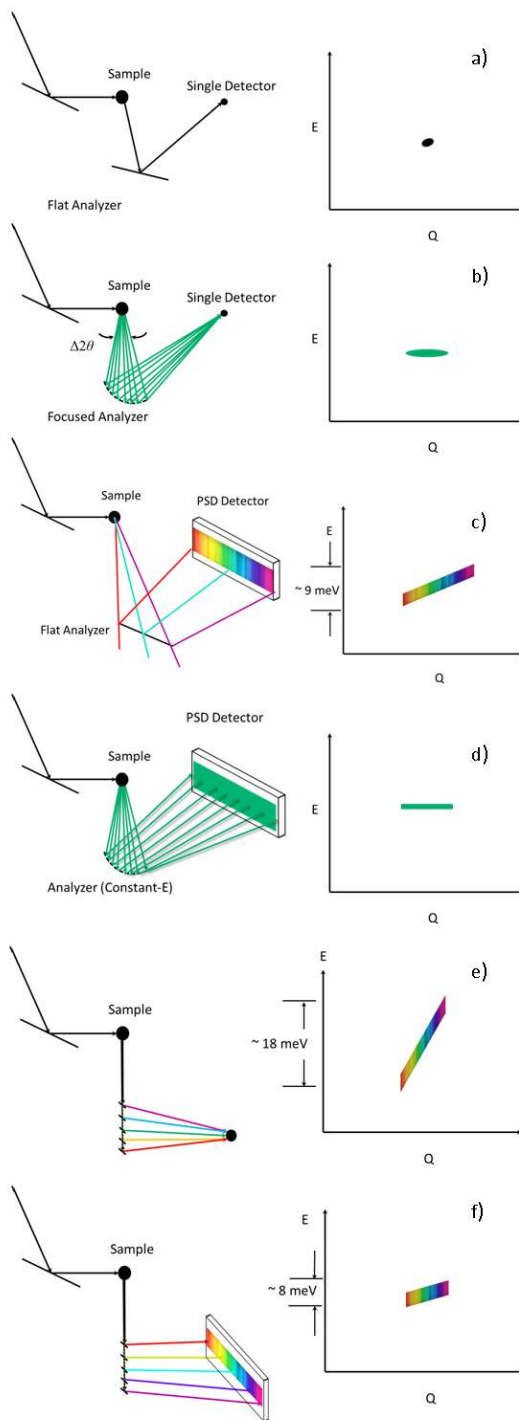 a)
Sample
Single Detector
E
Flat Analyzer
Q
b)
Sample
Single Detector
Δ2θ
E
Focused Analyzer
Q
c)
Sample
PSD Detector
E
~ 9 meV
Flat Analyzer
Q
d)
PSD Detector
Sample
E
Analyzer (Constant-E)
Q
e)
E
Sample
~ 18 meV
Q
f)
E
Sample
~ 8 meV
Q